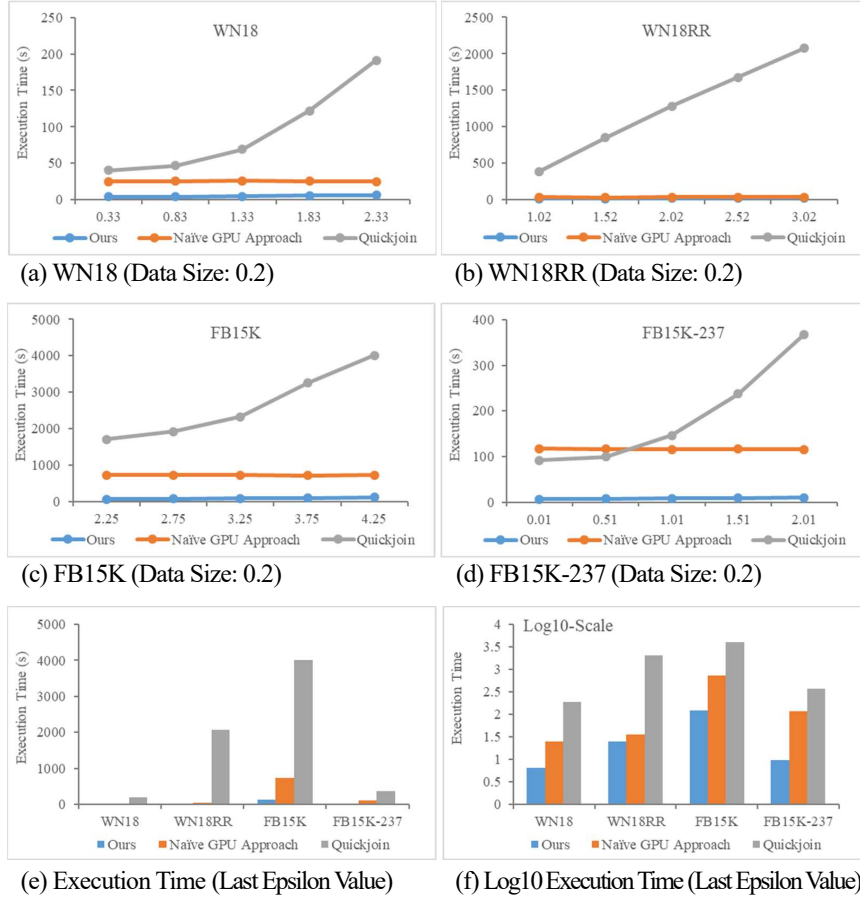 WN18
Execution Time (s)
250
200
150
100
50
0
0.33 0.83 1.33 1.83 2.33
Ours Naïve GPU Approach Quickjoin
(a) WN18 (Data Size: 0.2)
WN18RR
Execution Time (s)
2500
2000
1500
1000
500
0
1.02 1.52 2.02 2.52 3.02
Ours Naïve GPU Approach Quickjoin
(b) WN18RR (Data Size: 0.2)
FB15K
Execution Time (s)
5000
4000
3000
2000
1000
0
2.25 2.75 3.25 3.75 4.25
Ours Naïve GPU Approach Quickjoin
(c) FB15K (Data Size: 0.2)
FB15K-237
Execution Time (s)
400
300
200
100
0
0.01 0.51 1.01 1.51 2.01
Ours Naïve GPU Approach Quickjoin
(d) FB15K-237 (Data Size: 0.2)
Execution Time (s)
5000
4000
3000
2000
1000
0
WN18 WN18RR FB15K FB15K-237
Ours Naïve GPU Approach Quickjoin
(e) Execution Time (Last Epsilon Value)
Log10-Scale
Execution Time
4
3.5
3
2.5
2
1.5
1
0.5
0
WN18 WN18RR FB15K FB15K-237
Ours Naïve GPU Approach Quickjoin
(f) Log10 Execution Time (Last Epsilon Value)